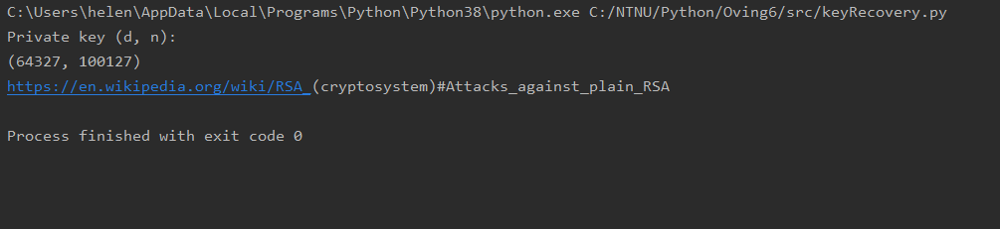 C:\Users\helen\AppData\Local\Programs\Python\Python38\python.exe C:/NTNU/Python/Oving6/src/keyRecovery.py
Private key (d, n):
(64327, 100127)
https://en.wikipedia.org/wiki/RSA_(cryptosystem)#Attacks_against_plain_RSA
Process finished with exit code 0